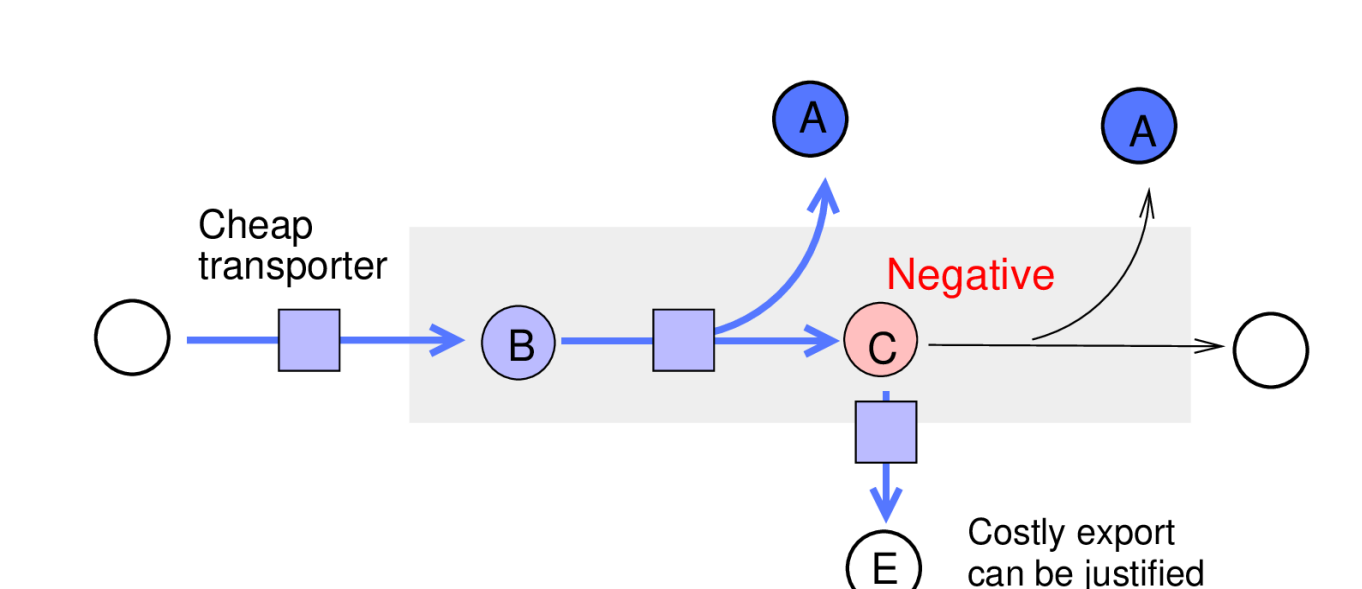 A
A
Cheap
transporter
Negative
B
C
E
Costly export
can be justified